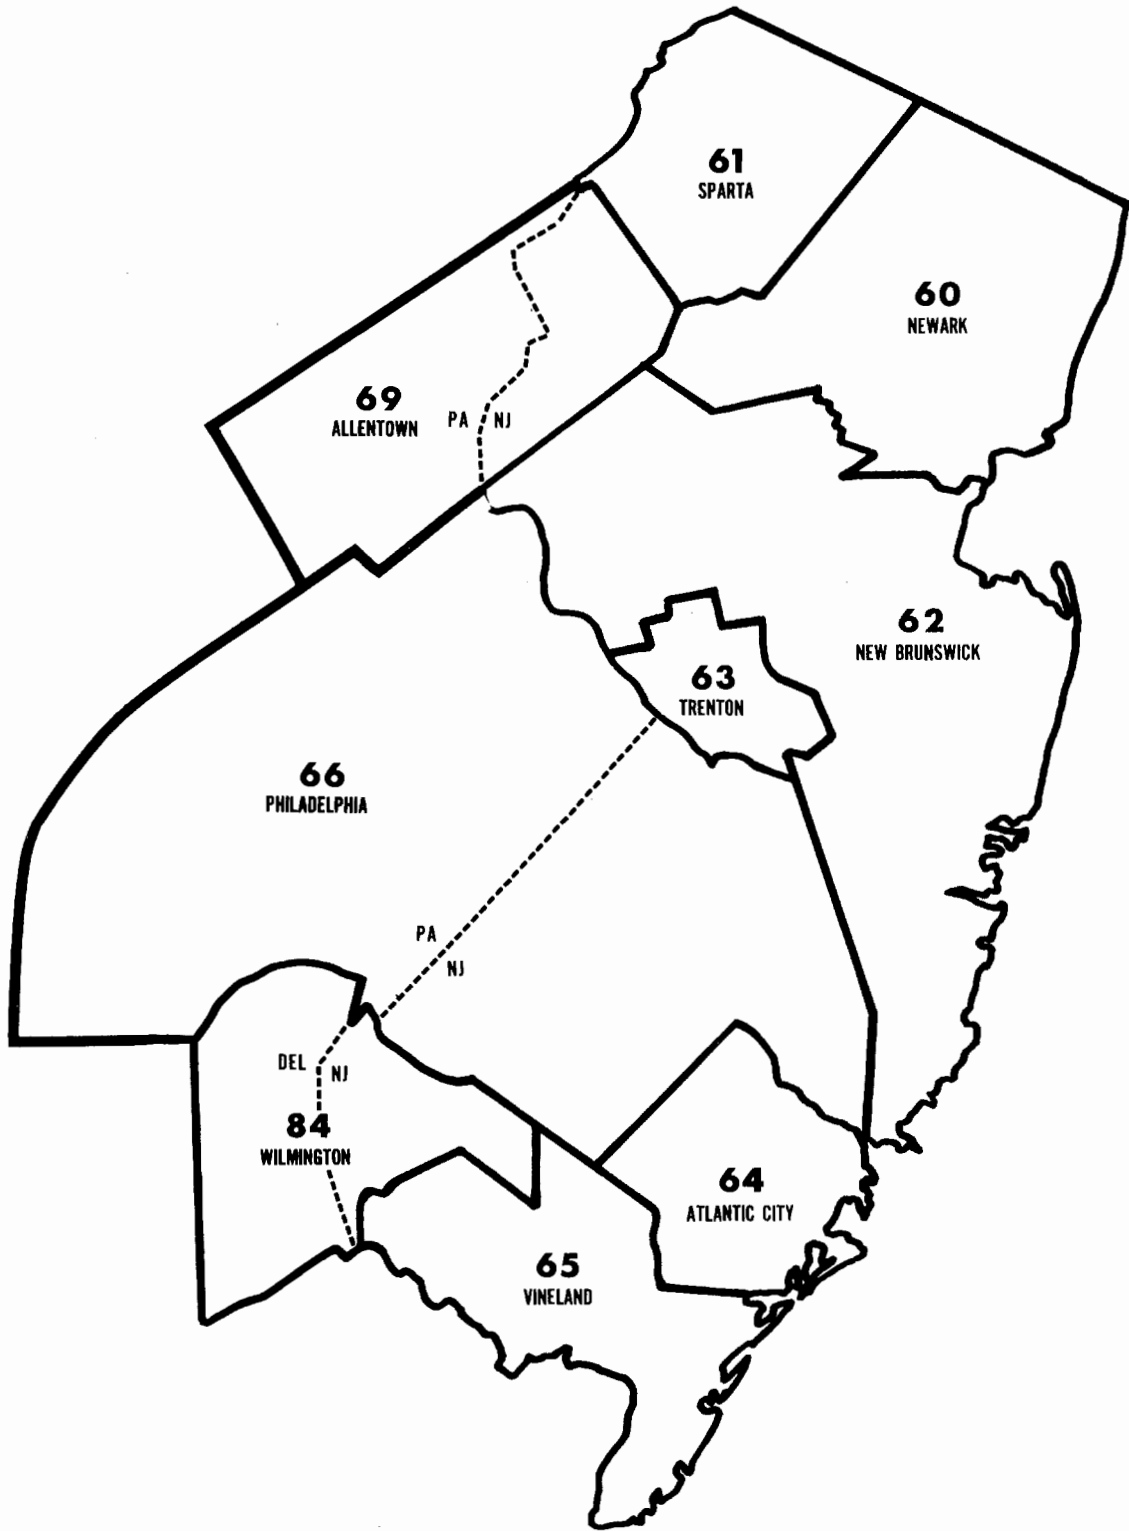 61
SPARTA
60
NEWARK
69
ALLENTOWN
PA NJ
62
NEW BRUNSWICK
63
TRENTON
66
PHILADELPHIA
PA
NJ
DEL
NJ
84
WILMINGTON
64
ATLANTIC CITY
65
VINELAND